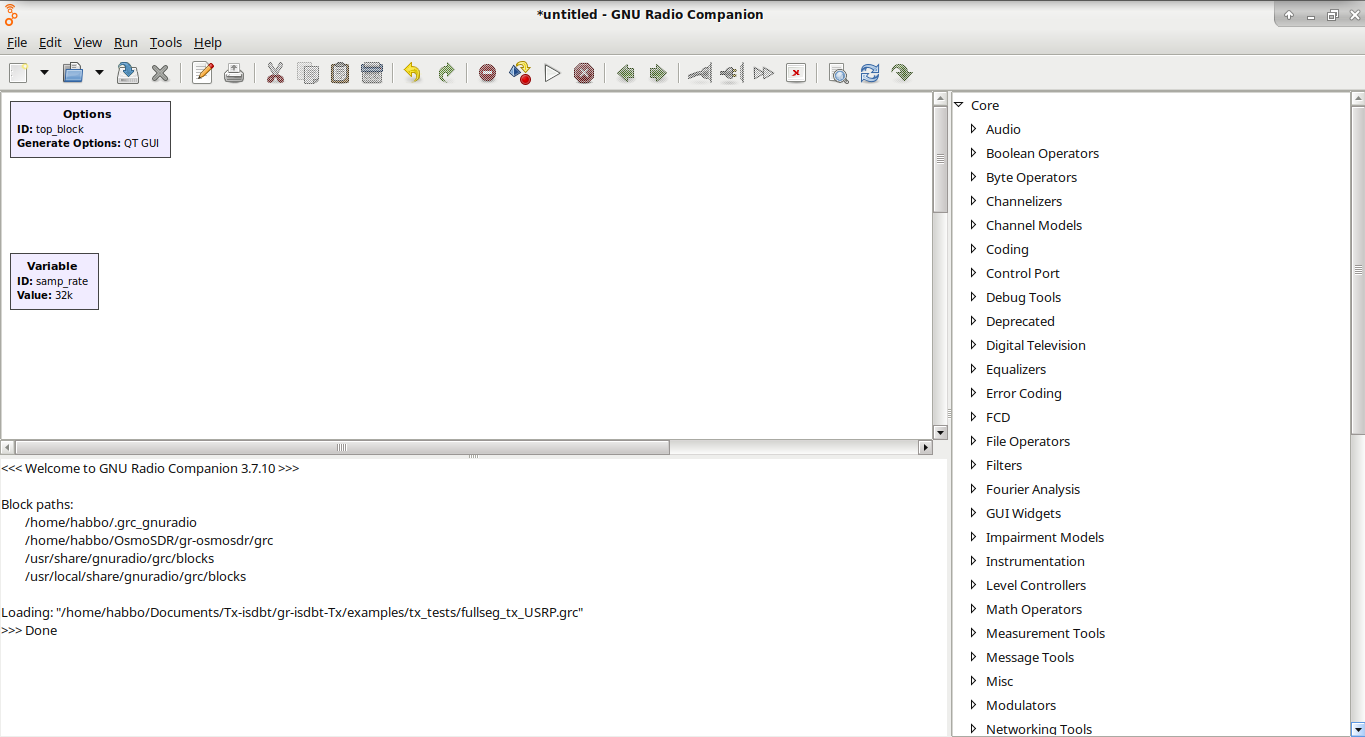 *untitled - GNU Radio Companion
File Edit View Run Tools Help
Options
ID: top_block
Generate Options: QT GUI
Variable
ID: samp_rate
Value: 32k
<<< Welcome to GNU Radio Companion 3.7.10 >>>
Block paths:
/home/habbo/.grc_gnuradio
/home/habbo/OsmoSDR/gr-osmosdr/grc
/usr/share/gnuradio/grc/blocks
/usr/local/share/gnuradio/grc/blocks
Loading: "/home/habbo/Documents/Tx-isdbt/gr-isdbt-Tx/examples/tx_tests/fullseg_tx_USRP.grc"
>>> Done
Core
Audio
Boolean Operators
Byte Operators
Channelizers
Channel Models
Coding
Control Port
Debug Tools
Deprecated
Digital Television
Equalizers
Error Coding
FCD
File Operators
Filters
Fourier Analysis
GUI Widgets
Impairment Models
Instrumentation
Level Controllers
Math Operators
Measurement Tools
Message Tools
Misc
Modulators
Networking Tools